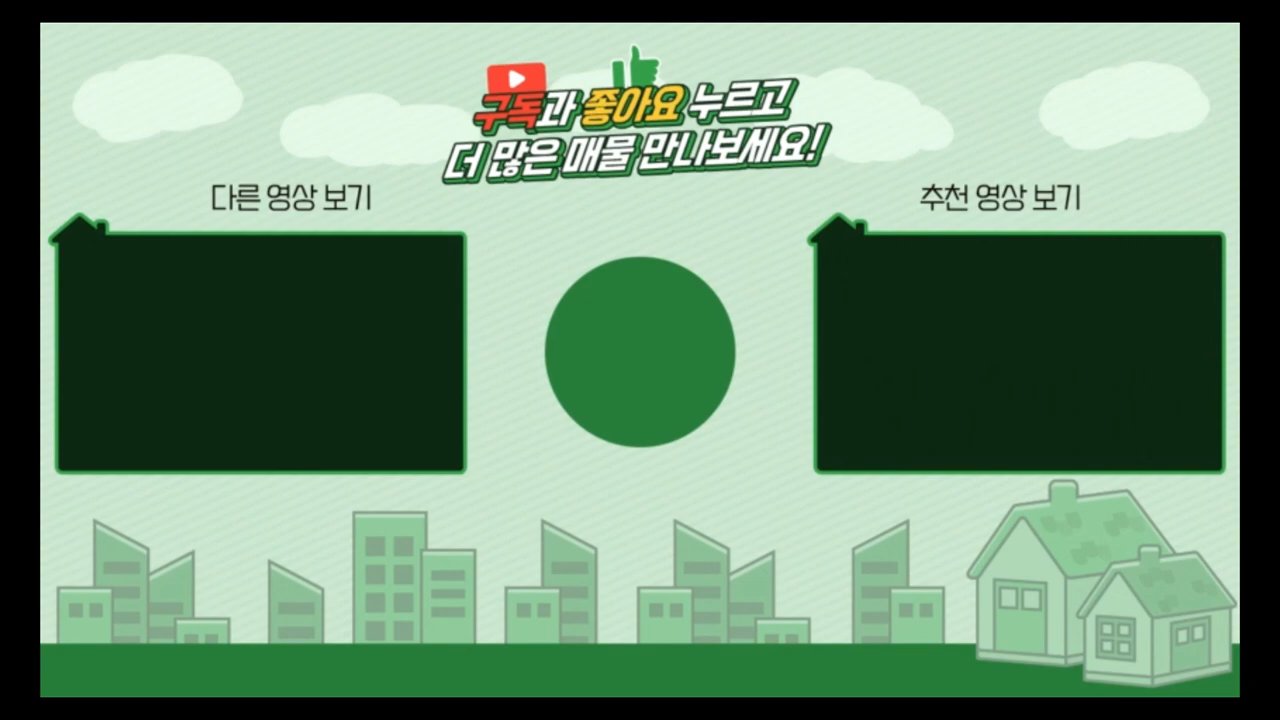 구독과 좋아요 누르고
더 많은 매물 만나보세요!
다른 영상 보기
추천 영상 보기